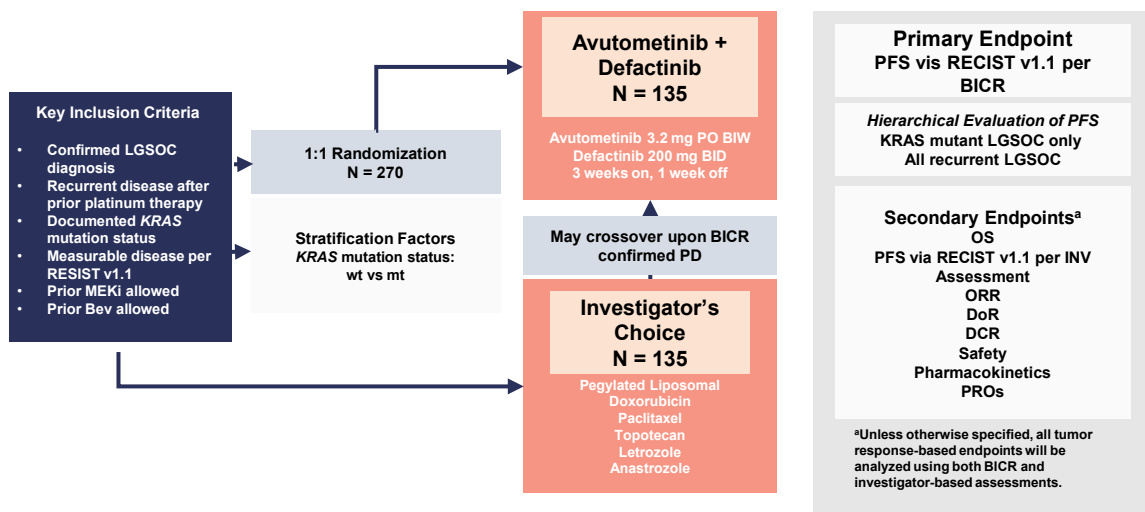 Key Inclusion Criteria
• Confirmed LGSOC
diagnosis
• Recurrent disease after
prior platinum therapy
• Documented KRAS
mutation status
• Measurable disease per
RESIST v1.1
• Prior MEKi allowed
• Prior Bev allowed
1:1 Randomization
N = 270
Stratification Factors
KRAS mutation status:
wt vs mt
Avutometinib +
Defactinib
N = 135
Avutometinib 3.2 mg PO BIW
Defactinib 200 mg BID
3 weeks on, 1 week off
May crossover upon BICR
confirmed PD
Investigator’s
Choice
N = 135
Pegylated Liposomal
Doxorubicin
Paclitaxel
Topotecan
Letrozole
Anastrozole
Primary Endpoint
PFS vis RECIST v1.1 per
BICR
Hierarchical Evaluation of PFS
KRAS mutant LGSOC only
All recurrent LGSOC
Secondary Endpointsᵃ
OS
PFS via RECIST v1.1 per INV
Assessment
ORR
DoR
DCR
Safety
Pharmacokinetics
PROs
ᵃUnless otherwise specified, all tumor
response-based endpoints will be
analyzed using both BICR and
investigator-based assessments.